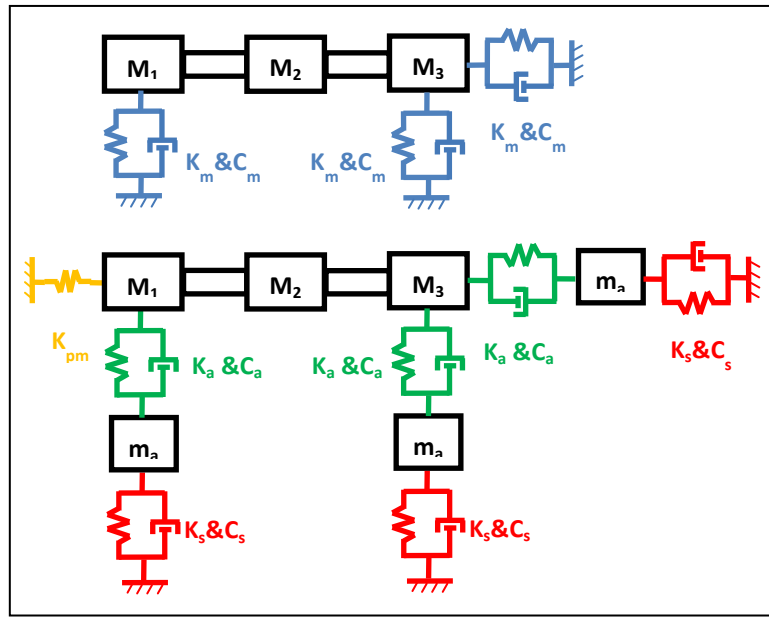 M₁ M₂ M₃
Kₘ&Cₘ Kₘ&Cₘ Kₘ&Cₘ
M₁ M₂ M₃ mₐ
Kₚₘ Kₐ &Cₐ Kₐ &Cₐ Kₐ &Cₐ Kₛ&Cₛ
mₐ mₐ
Kₛ&Cₛ Kₛ&Cₛ